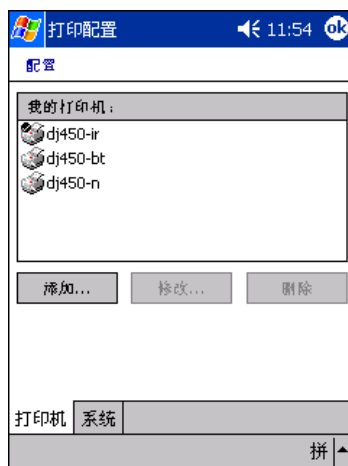 打印配置 11:54 ok
配置
我的打印机：
dj450-ir
dj450-bt
dj450-n
添加... 修改... 删除
打印机 系统
拼